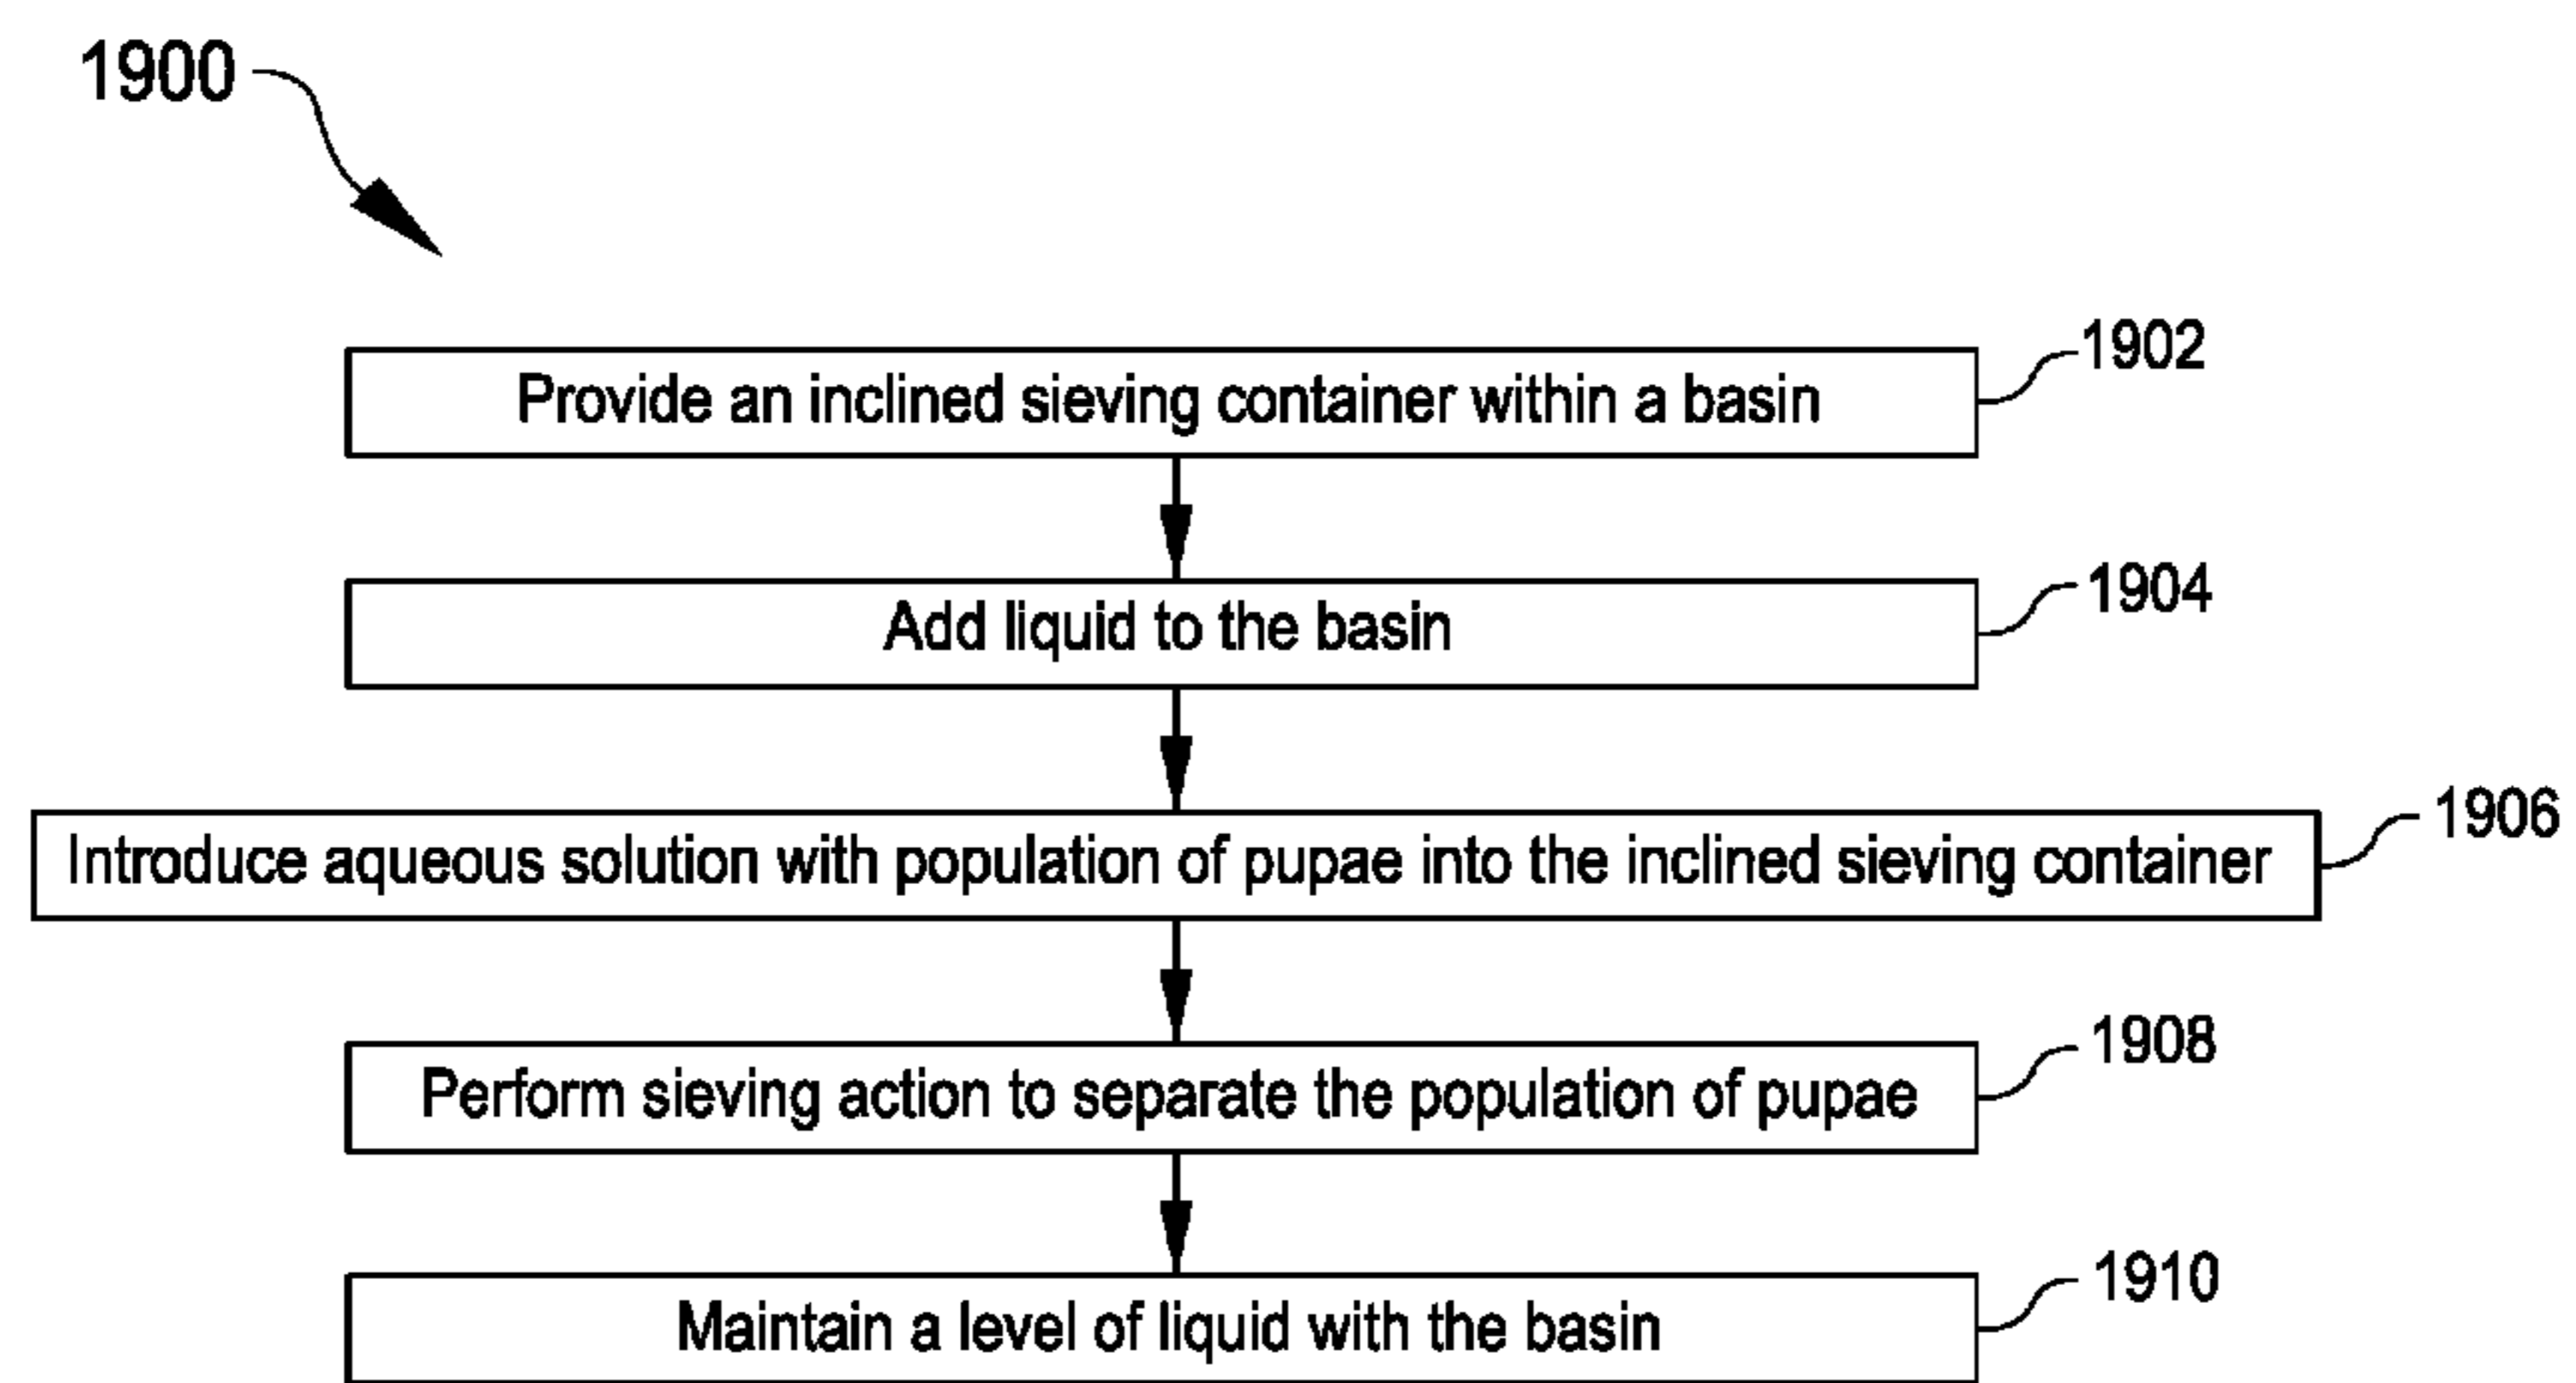 1900
Provide an inclined sieving container within a basin
1902
Add liquid to the basin
1904
Introduce aqueous solution with population of pupae into the inclined sieving container
1906
Perform sieving action to separate the population of pupae
1908
Maintain a level of liquid with the basin
1910